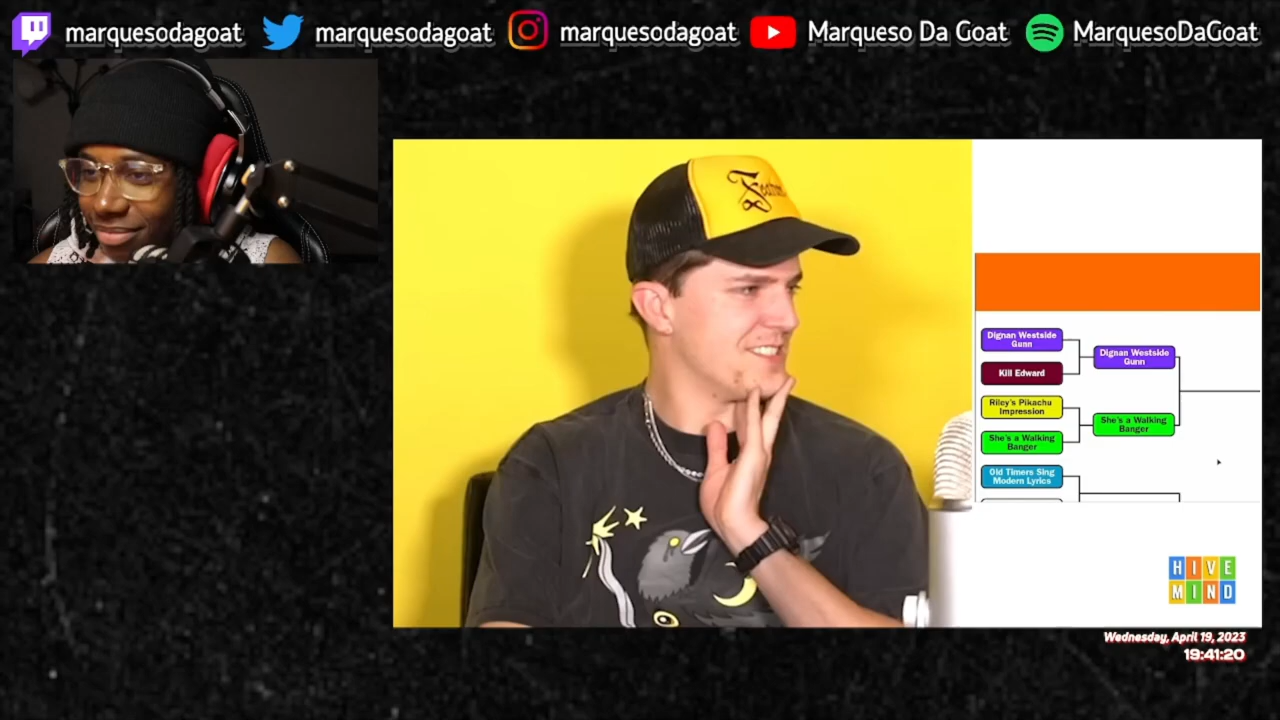 marquesodagoat marquesodagoat marquesodagoat Marqueso Da Goat MarquesoDaGoat
Dignan Westside
Gunn
Kill Edward
Riley's Pikachu
Impression
She's a Walking
Banger
Old Timers Sing
Modern Lyrics
Dignan Westside
Gunn
She's a Walking
Banger
HIVE
MIND
Wednesday, April 19, 2023
19:41:20